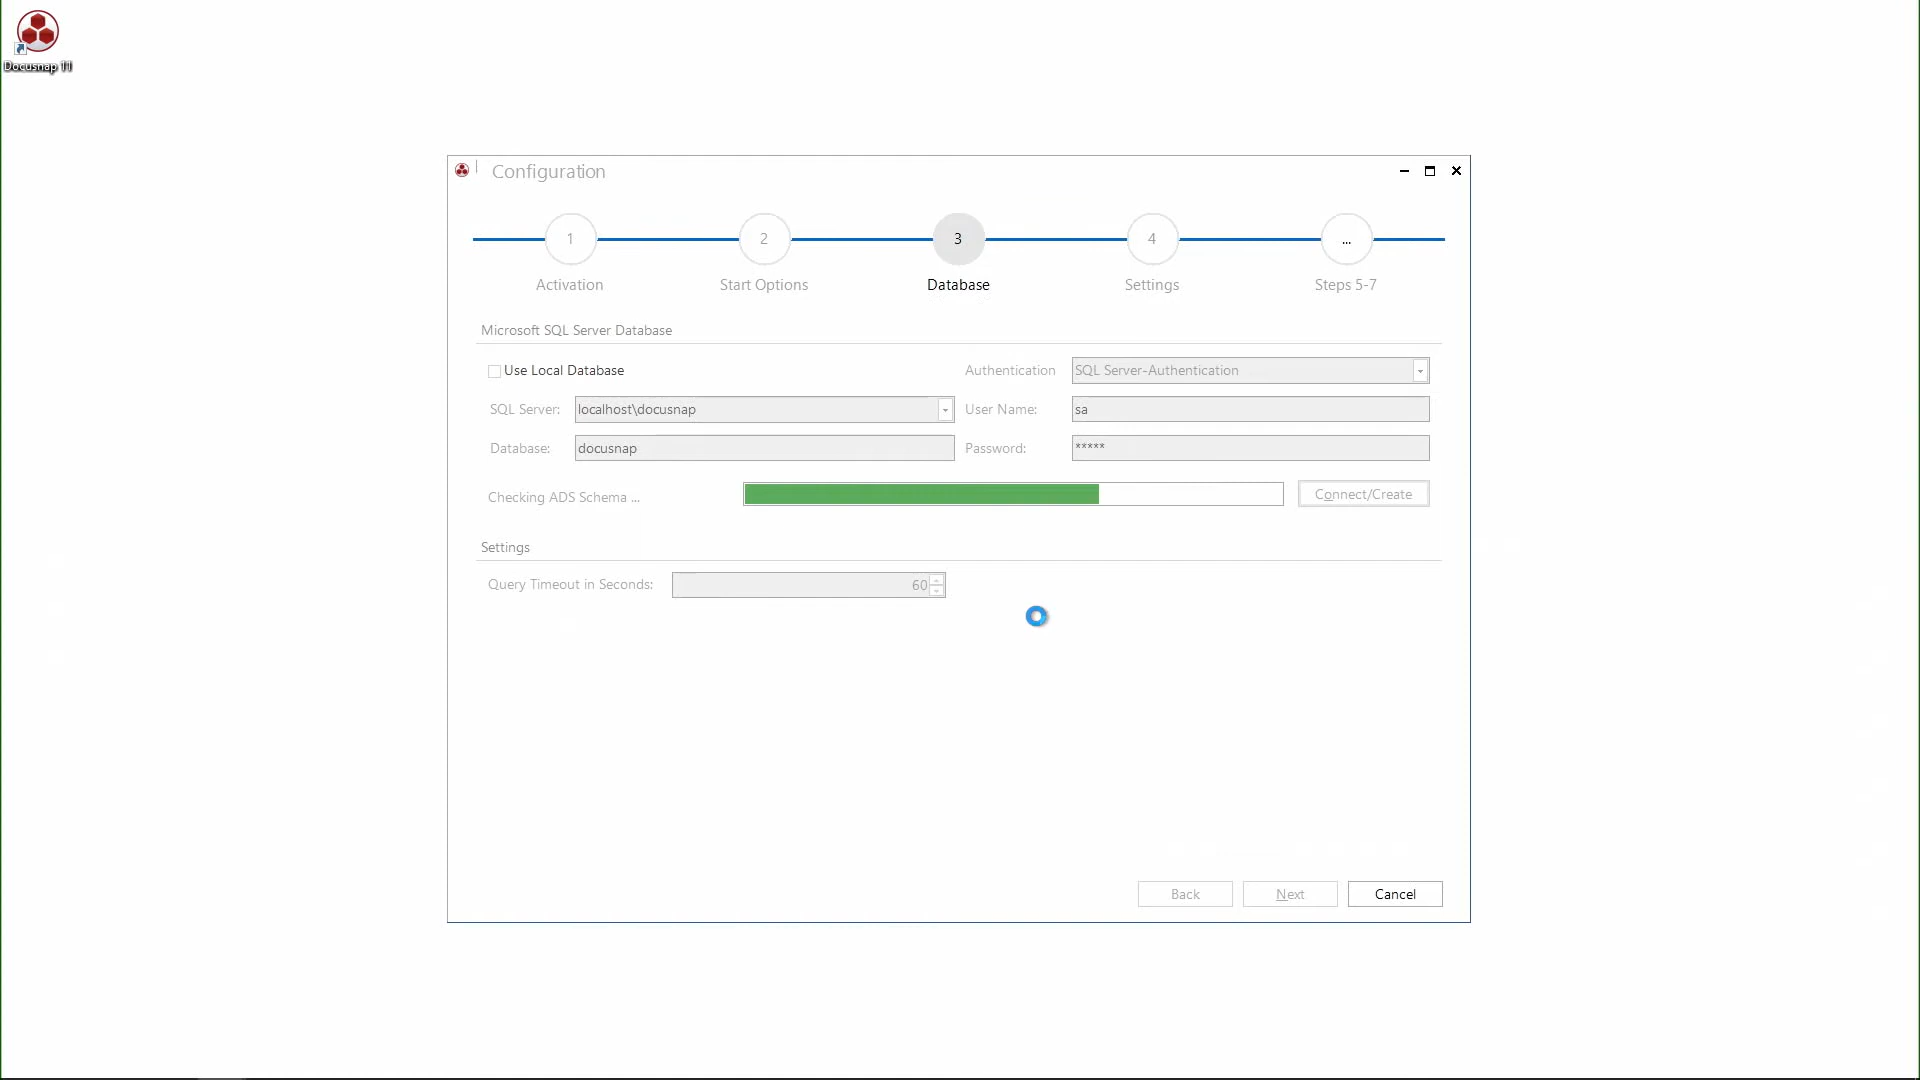 Docusnap 11
Configuration
1
2
3
4
...
Activation
Start Options
Database
Settings
Steps 5-7
Microsoft SQL Server Database
Use Local Database
Authentication
SQL Server-Authentication
SQL Server:
localhost\docusnap
User Name:
sa
Database:
docusnap
Password:
*****
Checking ADS Schema ...
Connect/Create
Settings
Query Timeout in Seconds:
60
Back
Next
Cancel